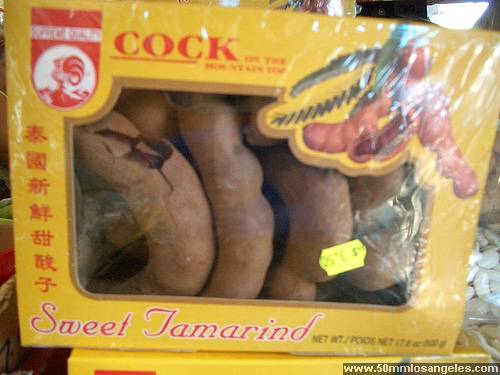 SUPREME QUALITY
COCK
ON THE
MOUNTAIN TOP
泰國新鮮甜酸子
Sweet Tamarind
NET WT./ POIDS NET 17.6 oz (500 g)
www.50mmlosangeles.com